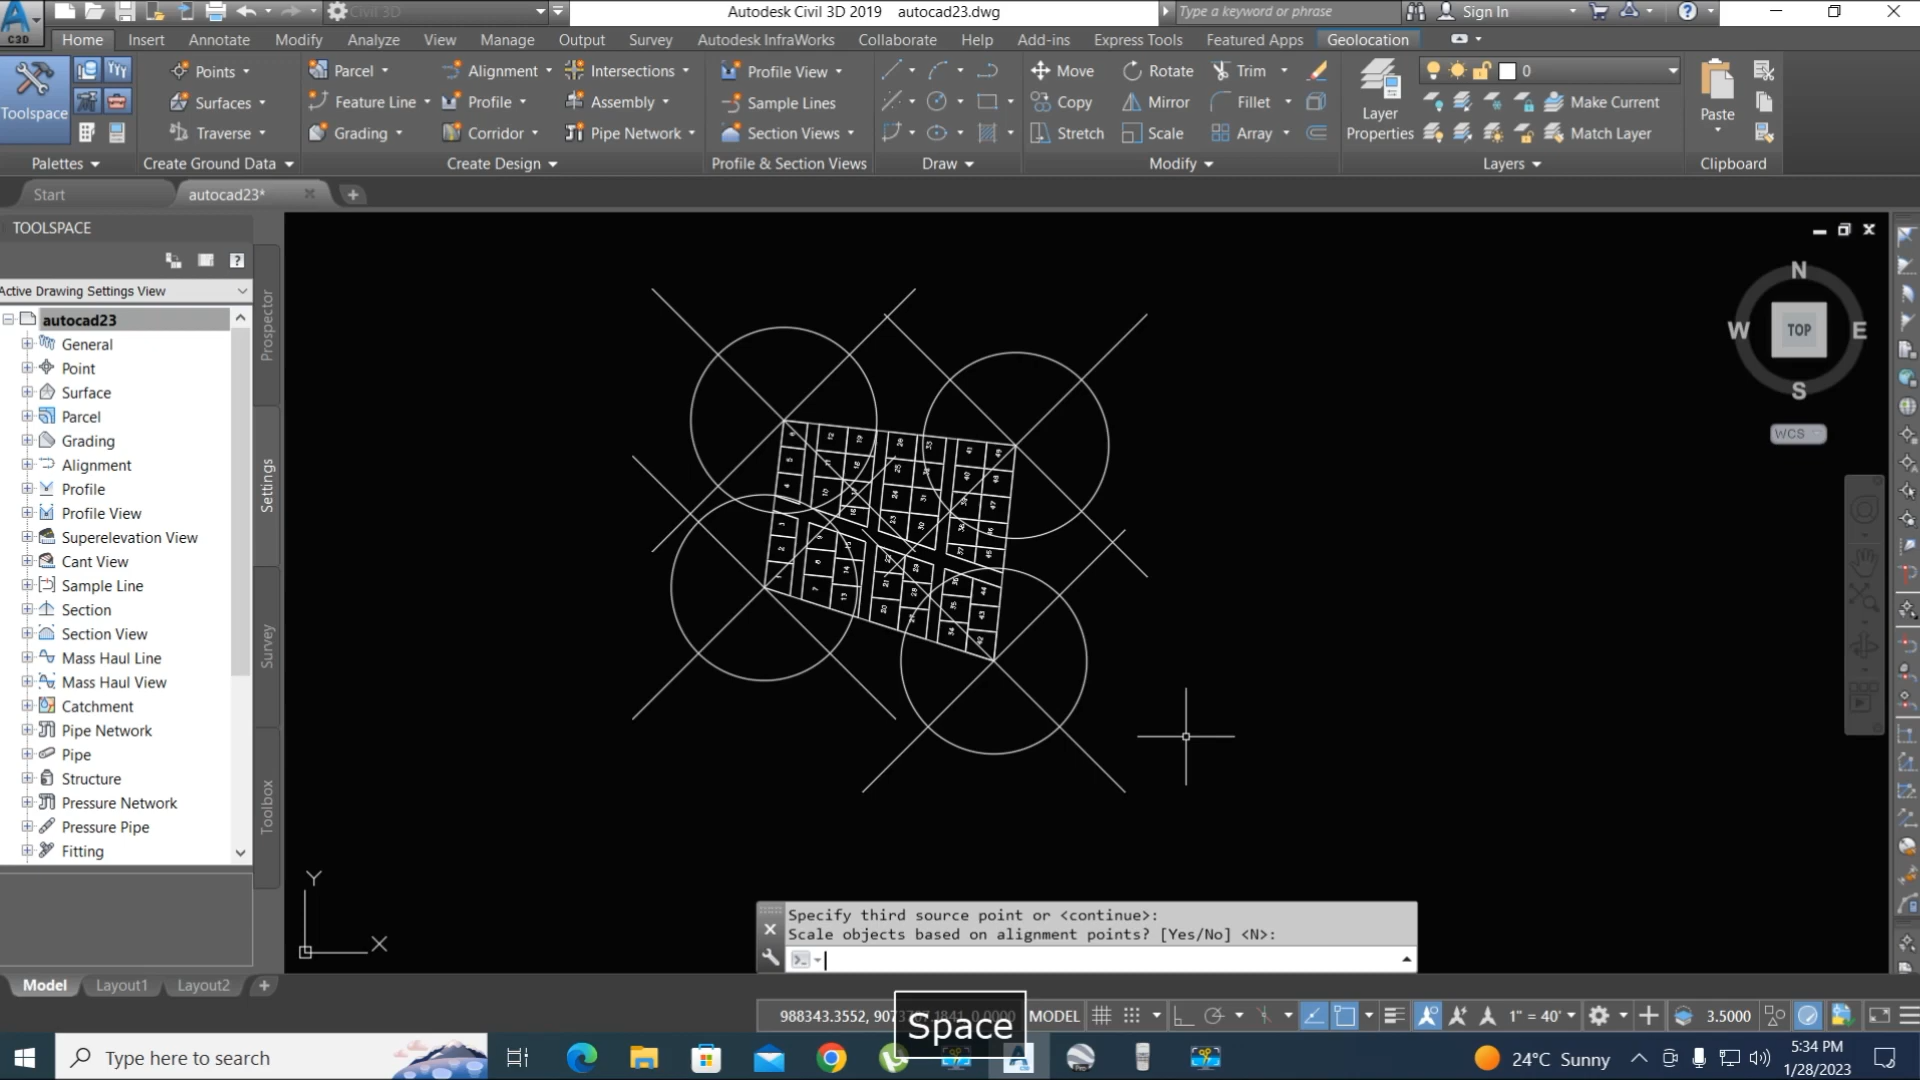 C3D
Civil 3D
Autodesk Civil 3D 2019 autocad23.dwg
Type a keyword or phrase
Sign In
Home Insert Annotate Modify Analyze View Manage Output Survey Autodesk InfraWorks Collaborate Help Add-ins Express Tools Featured Apps Geolocation
Toolspace
Points
Surfaces
Traverse
Parcel
Feature Line
Grading
Alignment
Profile
Corridor
Intersections
Assembly
Pipe Network
Profile View
Sample Lines
Section Views
Move
Copy
Stretch
Rotate
Mirror
Scale
Trim
Fillet
Array
Layer
Properties
0
Make Current
Match Layer
Paste
Palettes
Create Ground Data
Create Design
Profile & Section Views
Draw
Modify
Layers
Clipboard
Start
autocad23*
TOOLSPACE
Active Drawing Settings View
autocad23
General
Point
Surface
Parcel
Grading
Alignment
Profile
Profile View
Superelevation View
Cant View
Sample Line
Section
Section View
Mass Haul Line
Mass Haul View
Catchment
Pipe Network
Pipe
Structure
Pressure Network
Pressure Pipe
Fitting
Prospector
Settings
Survey
Toolbox
N
W
TOP
E
S
WCS
Y
X
Specify third source point or <continue>:
Scale objects based on alignment points? [Yes/No] <N>:
Model Layout1 Layout2
988343.3552,
MODEL
1" = 40'
3.5000
Space
Type here to search
24°C Sunny
5:34 PM
1/28/2023